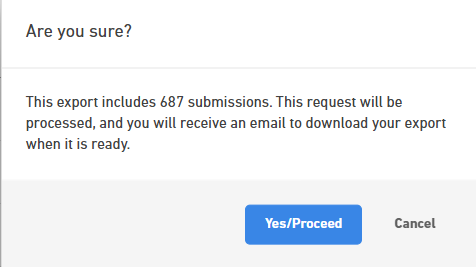 Are you sure?
This export includes 687 submissions. This request will be
processed, and you will receive an email to download your export
when it is ready.
Yes/Proceed
Cancel